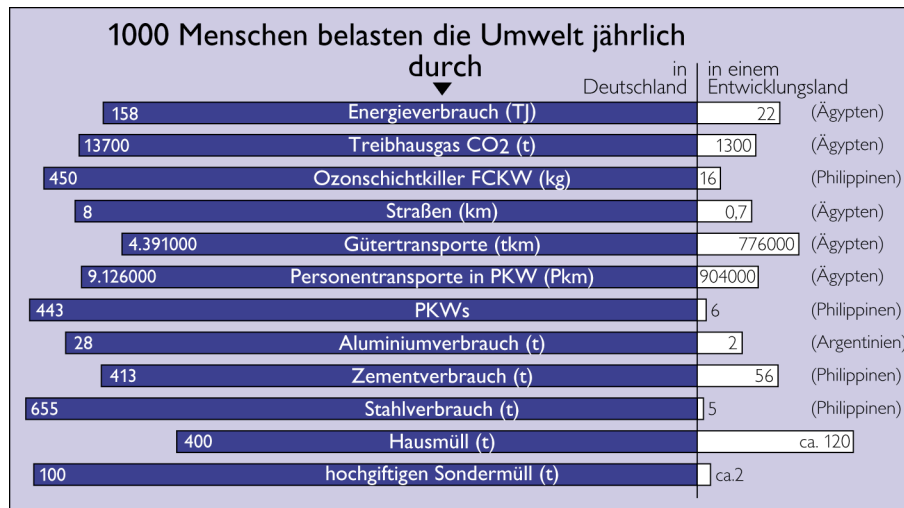 1000 Menschen belasten die Umwelt jährlich
durch
in
Deutschland
in einem
Entwicklungsland
158 Energieverbrauch (TJ) 22 (Ägypten)
13700 Treibhausgas CO2 (t) 1300 (Ägypten)
450 Ozonschichtkiller FCKW (kg) 16 (Philippinen)
8 Straßen (km) 0,7 (Ägypten)
4.391000 Gütertransporte (tkm) 776000 (Ägypten)
9.126000 Personentransporte in PKW (Pkm) 904000 (Ägypten)
443 PKWs 6 (Philippinen)
28 Aluminiumverbrauch (t) 2 (Argentinien)
413 Zementverbrauch (t) 56 (Philippinen)
655 Stahlverbrauch (t) 5 (Philippinen)
400 Hausmüll (t) ca. 120
100 hochgiftigen Sondermüll (t) ca.2